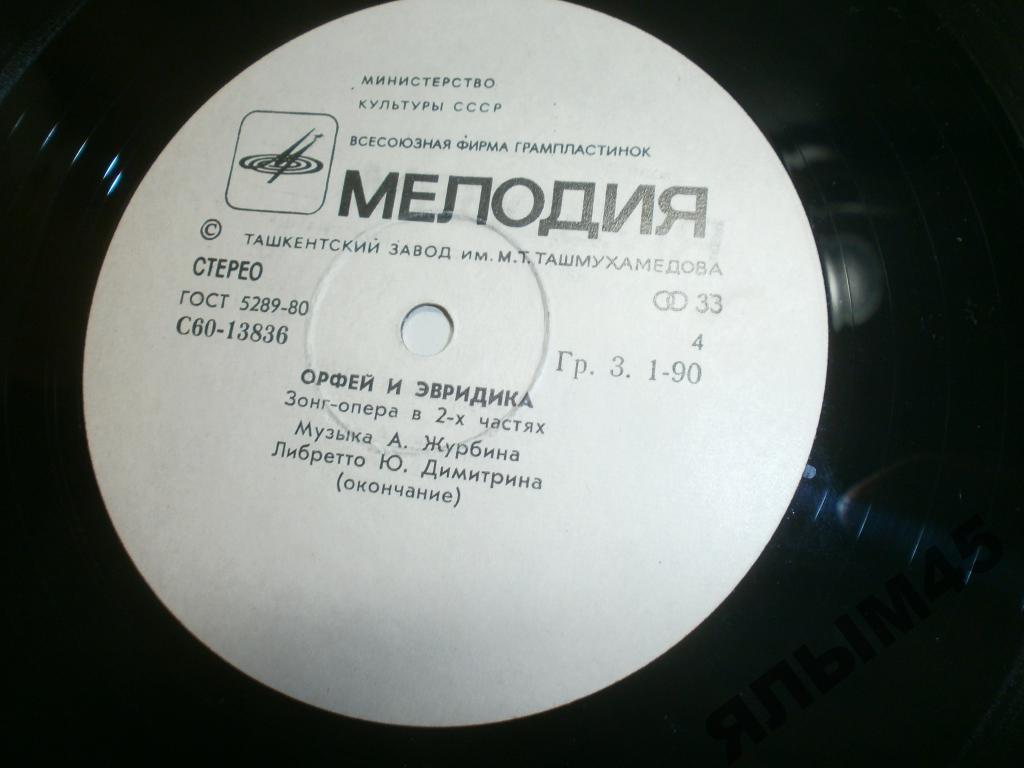 МИНИСТЕРСТВО
КУЛЬТУРЫ СССР
ВСЕСОЮЗНАЯ ФИРМА ГРАМПЛАСТИНОК
МЕЛОДИЯ
©
ТАШКЕНТСКИЙ ЗАВОД ИМ. М.Т. ТАШМУХАМЕДОВА
СТЕРЕО
ГОСТ 5289-80
33
С60-13836
4
Гр. 3. 1-90
ОРФЕЙ И ЭВРИДИКА
Зонг-опера в 2-х частях
Музыка А. Журбина
Либретто Ю. Димитрина
(окончание)
ЯЛЫМ45